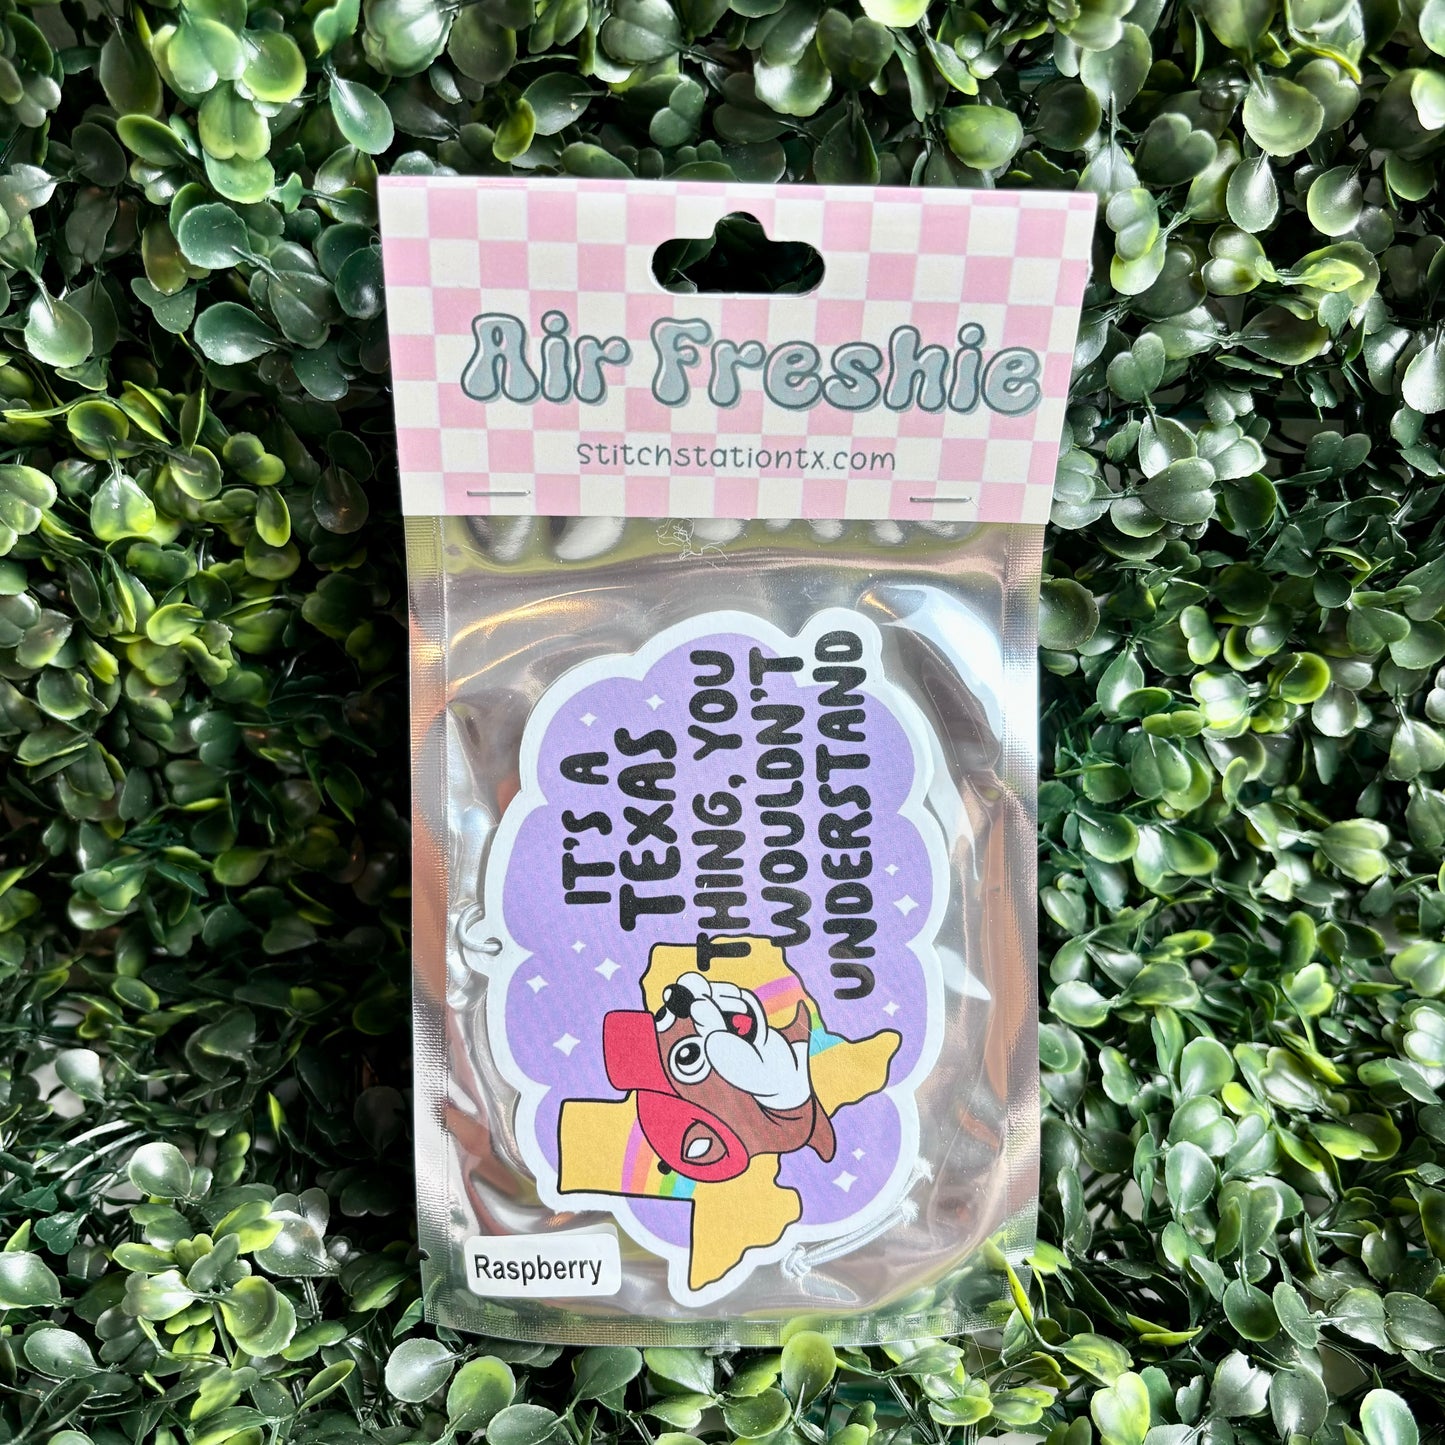 Air Freshie
Stitchstationtx.com
IT'S A
TEXAS
THING, YOU
WOULDN'T
UNDERSTAND
Raspberry